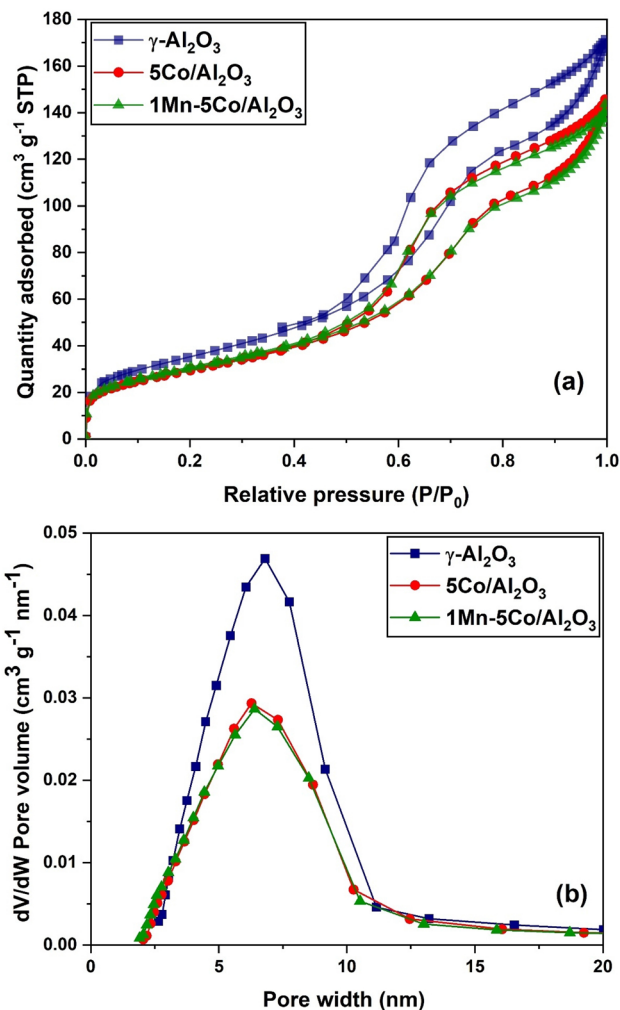 180
160
140
120
100
80
60
40
20
0
Quantity adsorbed (cm³ g⁻¹ STP)
γ-Al₂O₃
5Co/Al₂O₃
1Mn-5Co/Al₂O₃
(a)
0.0 0.2 0.4 0.6 0.8 1.0
Relative pressure (P/P₀)
0.05
0.04
0.03
0.02
0.01
0.00
dV/dW Pore volume (cm³ g⁻¹ nm⁻¹)
γ-Al₂O₃
5Co/Al₂O₃
1Mn-5Co/Al₂O₃
(b)
0 5 10 15 20
Pore width (nm)